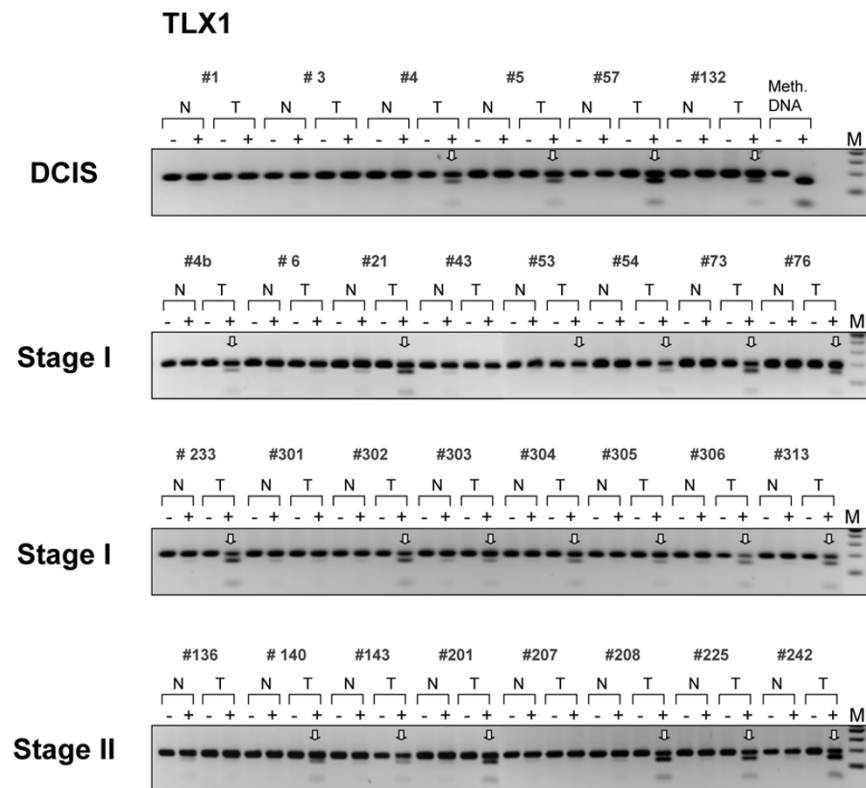 TLX1
#1 # 3 #4 #5 #57 #132 Meth. DNA
N T N T N T N T N T N T
- + - + - + - + - + - + - + - + - + - + - + - + - + M
DCIS
#4b # 6 #21 #43 #53 #54 #73 #76
N T N T N T N T N T N T N T N T
- + - + - + - + - + - + - + - + - + - + - + - + - + - + - + - + M
Stage I
# 233 #301 #302 #303 #304 #305 #306 #313
N T N T N T N T N T N T N T N T
- + - + - + - + - + - + - + - + - + - + - + - + - + - + - + - + M
Stage I
#136 # 140 #143 #201 #207 #208 #225 #242
N T N T N T N T N T N T N T N T
- + - + - + - + - + - + - + - + - + - + - + - + - + - + - + - + M
Stage II